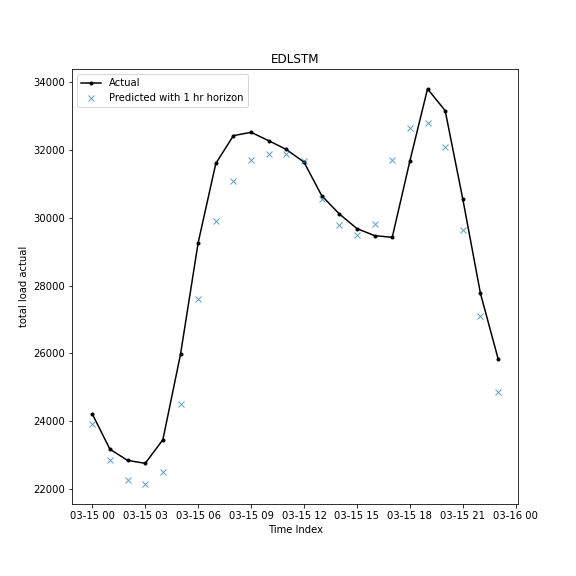 EDLSTM
Actual
Predicted with 1 hr horizon
34000
32000
30000
28000
26000
24000
22000
total load actual
03-15 00 03-15 03 03-15 06 03-15 09 03-15 12 03-15 15 03-15 18 03-15 21 03-16 00
Time Index